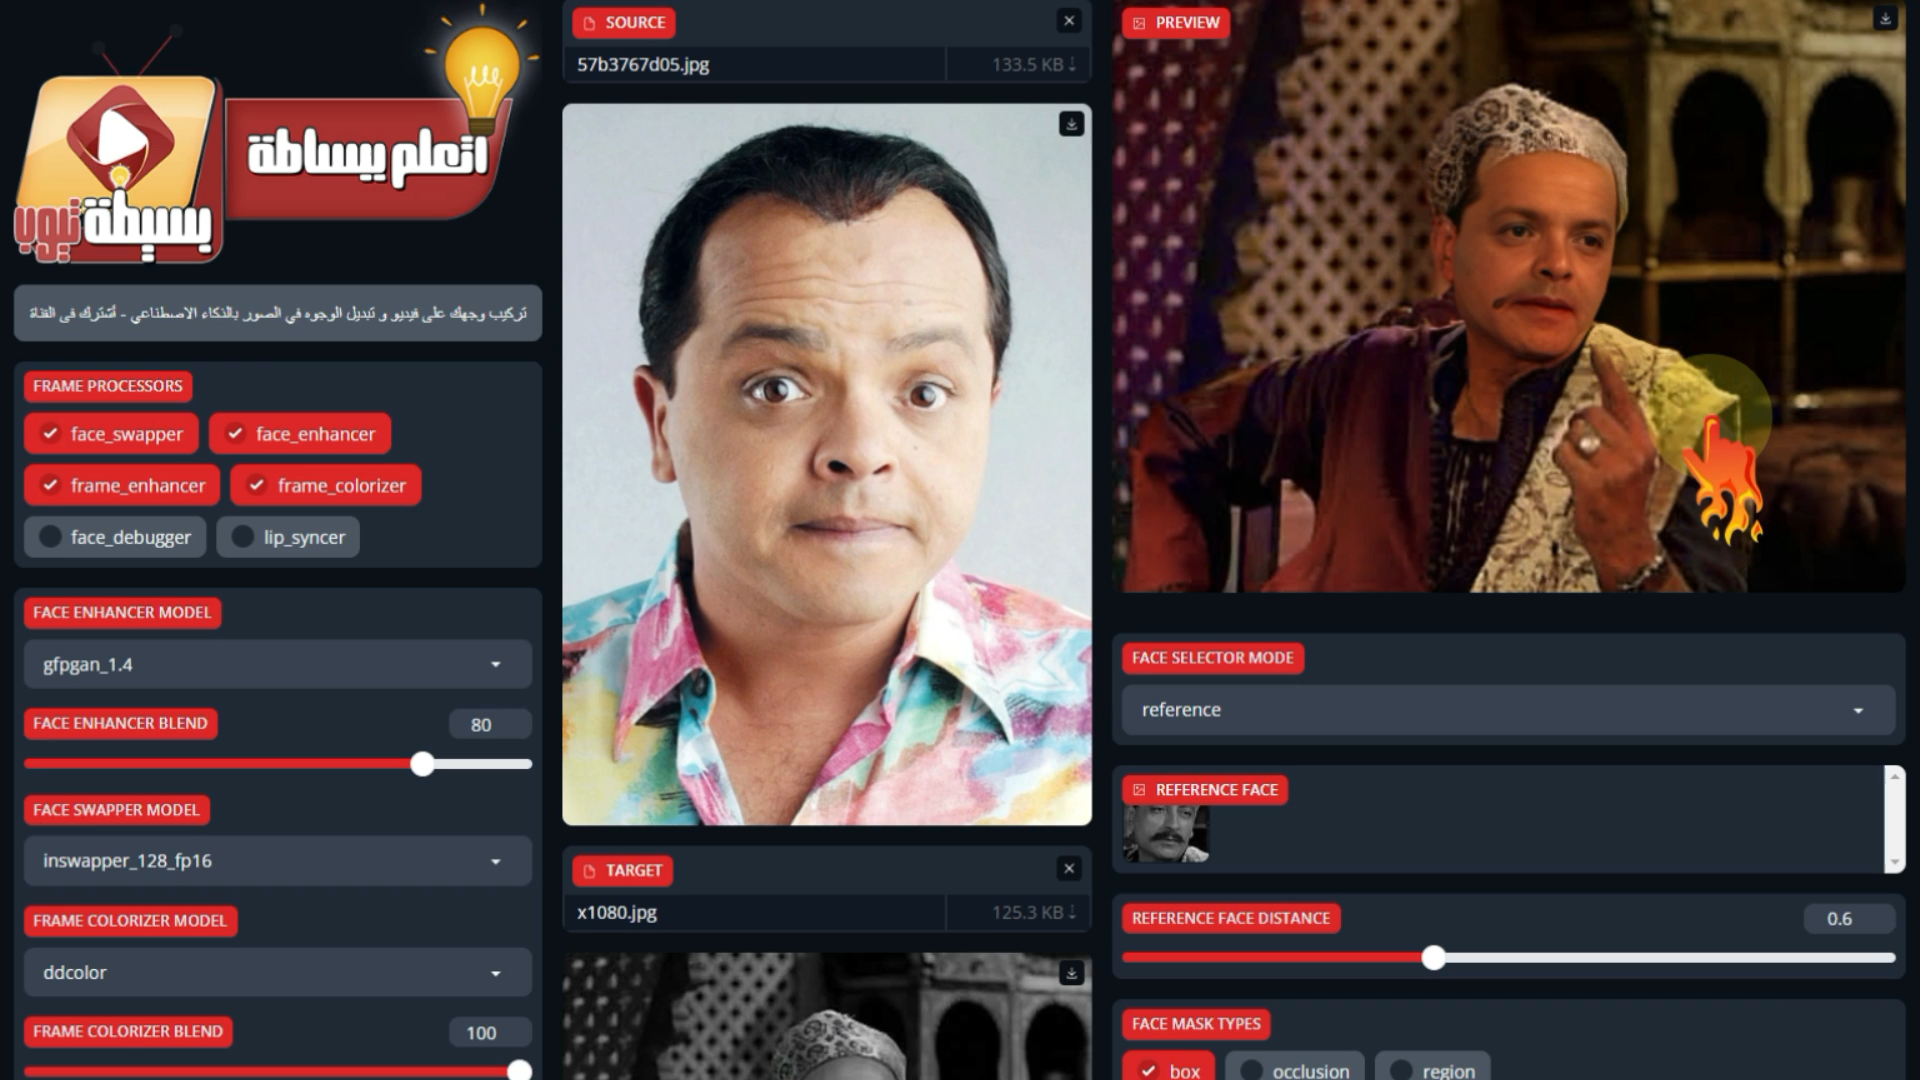 اتعلم ببساطة
بسيطة تيوب
تركيب وجهك على فيديو و تبديل الوجوه في الصور بالذكاء الاصطناعي - أشترك فى القناة
FRAME PROCESSORS
face_swapper
face_enhancer
frame_enhancer
frame_colorizer
face_debugger
lip_syncer
FACE ENHANCER MODEL
gfpgan_1.4
FACE ENHANCER BLEND
80
FACE SWAPPER MODEL
inswapper_128_fp16
FRAME COLORIZER MODEL
ddcolor
FRAME COLORIZER BLEND
100
SOURCE
57b3767d05.jpg
133.5 KB ↓
TARGET
x1080.jpg
125.3 KB ↓
PREVIEW
FACE SELECTOR MODE
reference
REFERENCE FACE
REFERENCE FACE DISTANCE
0.6
FACE MASK TYPES
box
occlusion
region